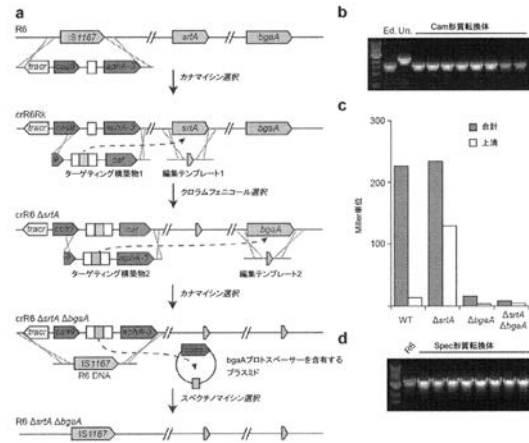 a
R6
IS1167
srtA
bgaA
tracr
カナマイシン選択
crR6Rk
tracr
srtA
bgaA
ターゲティング構築物1
編集テンプレート1
クロラムフェニコール選択
crR6 ΔsrtA
tracr
bgaA
ターゲティング構築物2
編集テンプレート2
カナマイシン選択
crR6 ΔsrtA ΔbgaA
tracr
IS1167
R6 DNA
bgaAプロトスペーサーを含有する
プラスミド
スペクチノマイシン選択
R6 ΔsrtA ΔbgaA
IS1167
b
Cam形質転換体
Ed. Un.
c
合計
上清
Miller単位
300
200
100
0
WT
ΔsrtA
ΔbgaA
ΔsrtA
ΔbgaA
d
R6
Spec形質転換体